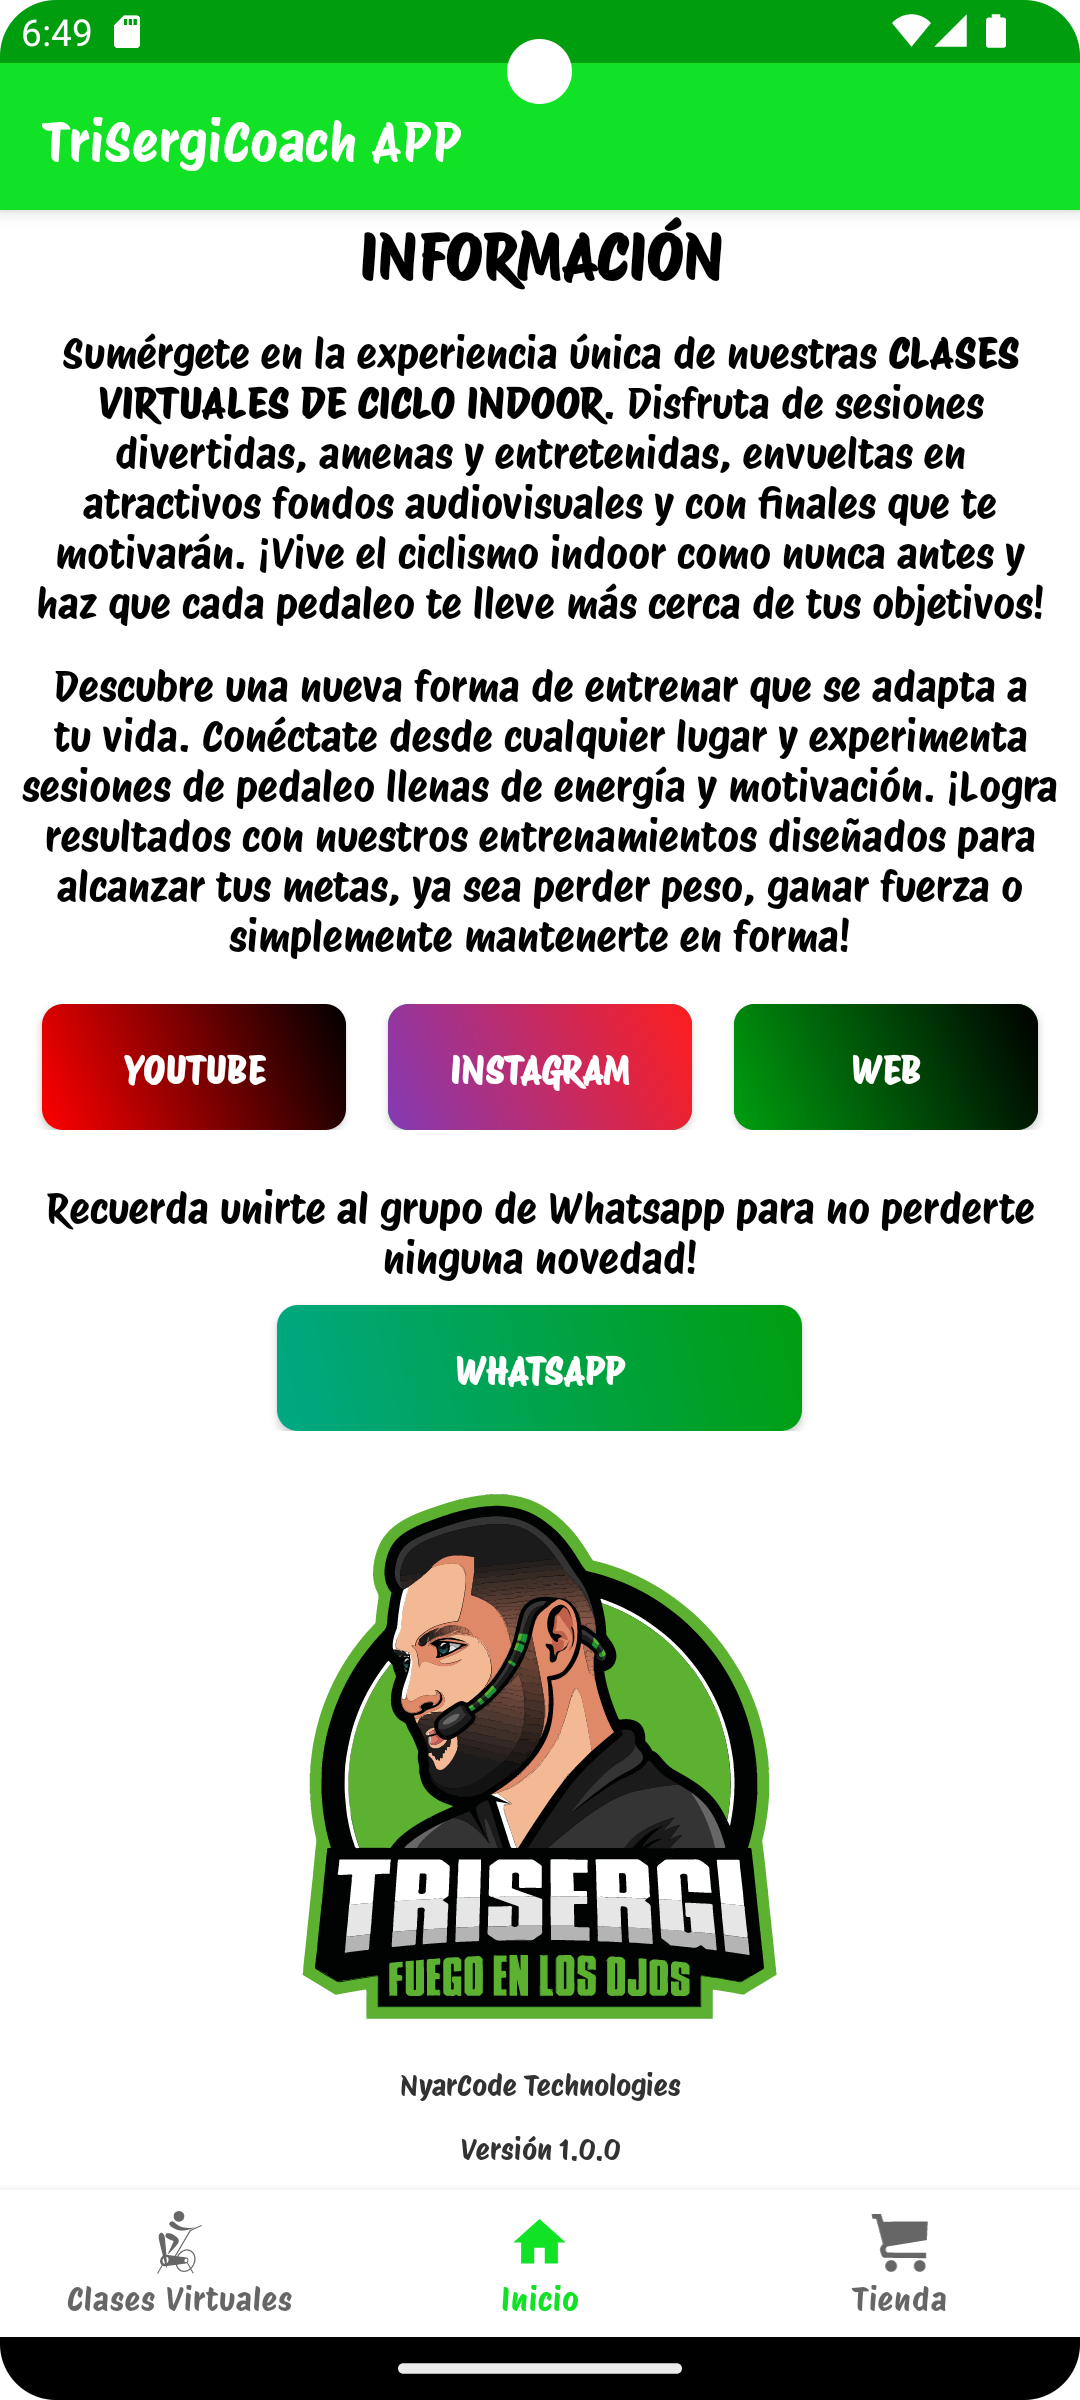 6:49
TriSergiCoach APP
INFORMACIÓN
Sumérgete en la experiencia única de nuestras CLASES
VIRTUALES DE CICLO INDOOR. Disfruta de sesiones
divertidas, amenas y entretenidas, envueltas en
atractivos fondos audiovisuales y con finales que te
motivarán. ¡Vive el ciclismo indoor como nunca antes y
haz que cada pedaleo te lleve más cerca de tus objetivos!
Descubre una nueva forma de entrenar que se adapta a
tu vida. Conéctate desde cualquier lugar y experimenta
sesiones de pedaleo llenas de energía y motivación. ¡Logra
resultados con nuestros entrenamientos diseñados para
alcanzar tus metas, ya sea perder peso, ganar fuerza o
simplemente mantenerte en forma!
YOUTUBE INSTAGRAM WEB
Recuerda unirte al grupo de Whatsapp para no perderte
ninguna novedad!
WHATSAPP
TRISERGI
FUEGO EN LOS OJOS
NyarCode Technologies
Versión 1.0.0
Clases Virtuales Inicio Tienda